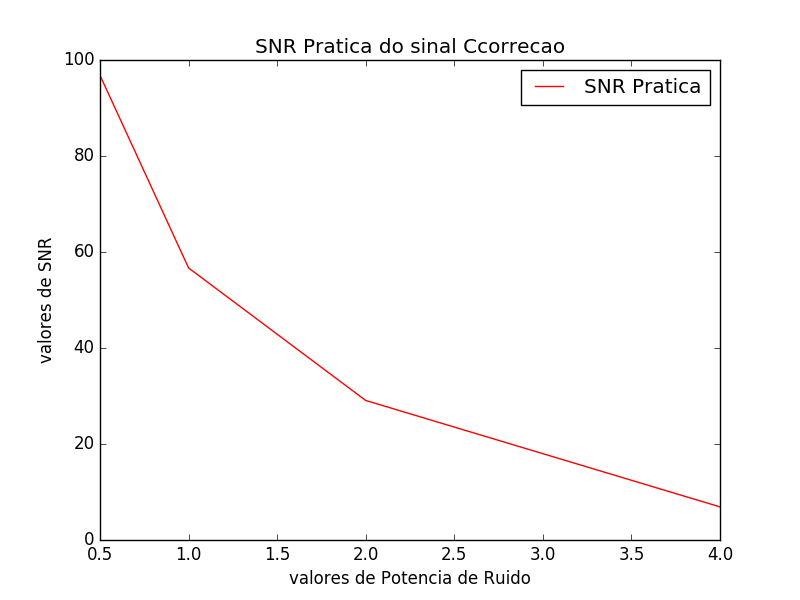 SNR Pratica do sinal Ccorrecao
SNR Pratica
100
80
60
40
20
0
valores de SNR
0.5 1.0 1.5 2.0 2.5 3.0 3.5 4.0
valores de Potencia de Ruido